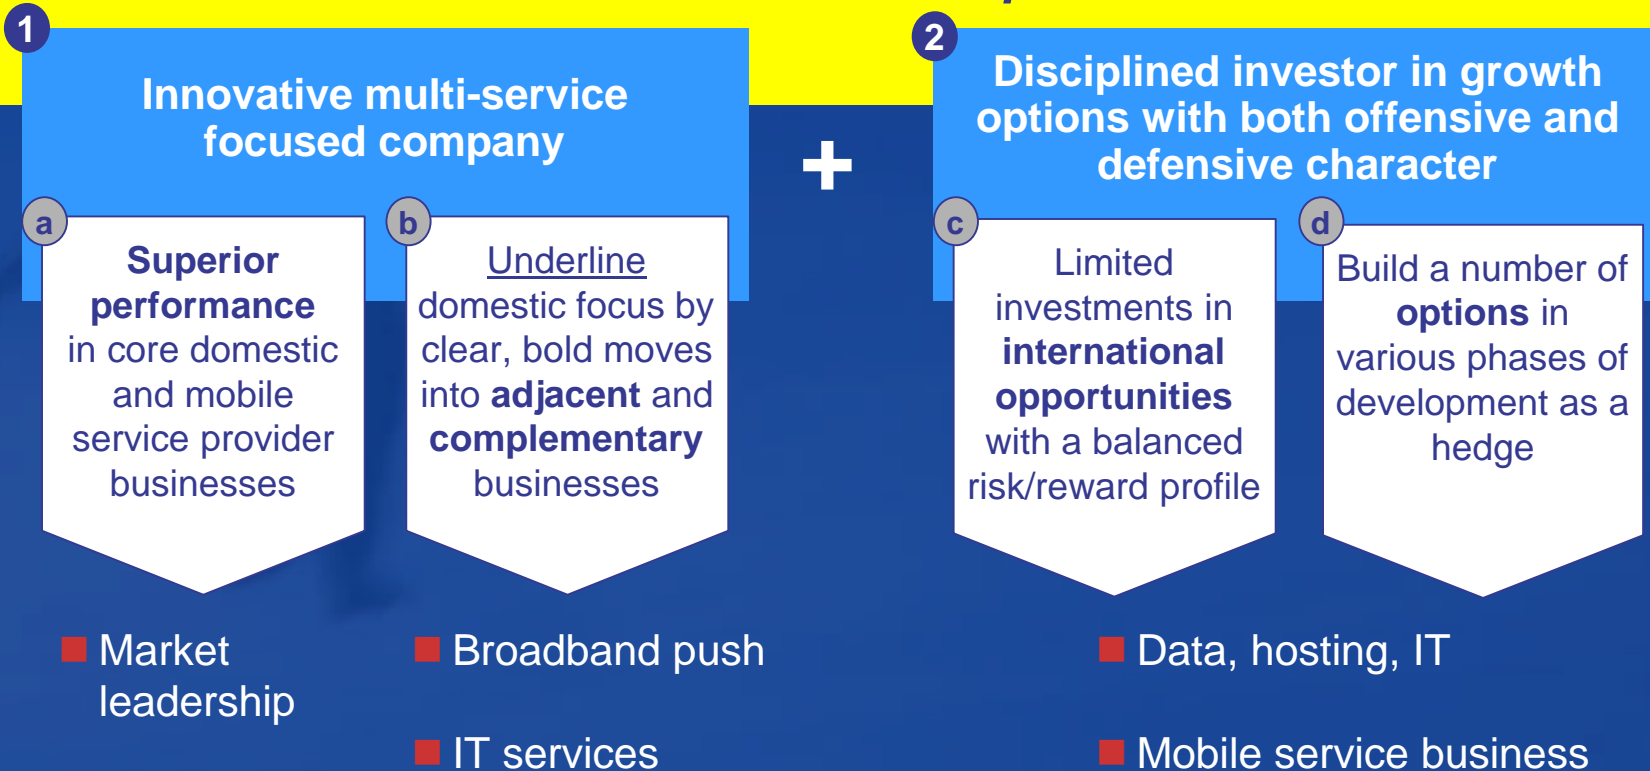 1
Innovative multi-service
focused company
a
Superior
performance
in core domestic
and mobile
service provider
businesses
b
Underline
domestic focus by
clear, bold moves
into adjacent and
complementary
businesses
+
2
Disciplined investor in growth
options with both offensive and
defensive character
c
Limited
investments in
international
opportunities
with a balanced
risk/reward profile
d
Build a number of
options in
various phases of
development as a
hedge
Market
leadership
Broadband push
IT services
Data, hosting, IT
Mobile service business